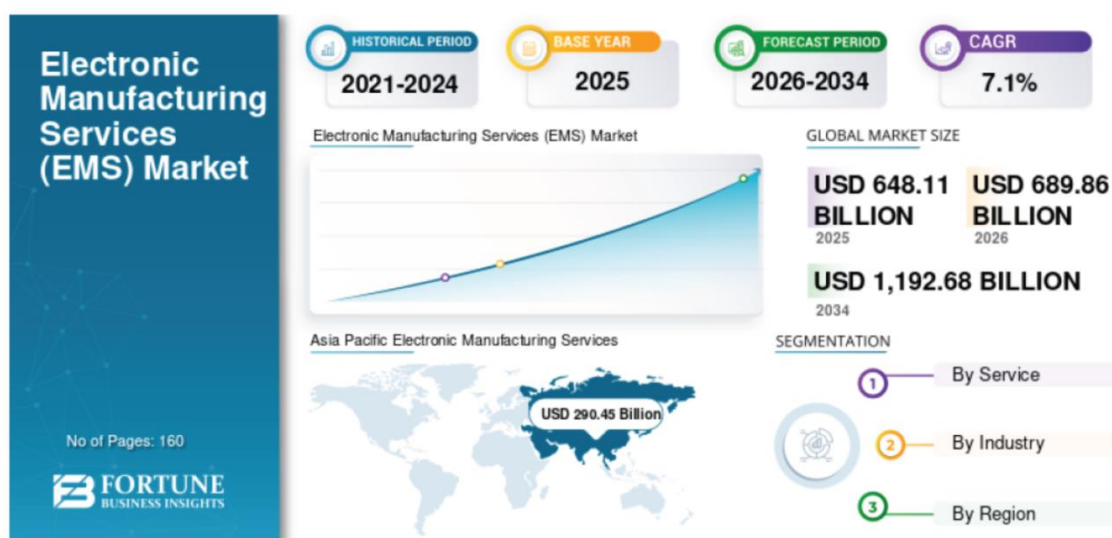 Electronic
Manufacturing
Services
(EMS) Market
No of Pages: 160
FORTUNE
BUSINESS INSIGHTS
HISTORICAL PERIOD
2021-2024
BASE YEAR
2025
FORECAST PERIOD
2026-2034
CAGR
7.1%
Electronic Manufacturing Services (EMS) Market
GLOBAL MARKET SIZE
USD 648.11
BILLION
2025
USD 689.86
BILLION
2026
USD 1,192.68 BILLION
2034
Asia Pacific Electronic Manufacturing Services
USD 290.45 Billion
SEGMENTATION
1 By Service
2 By Industry
3 By Region